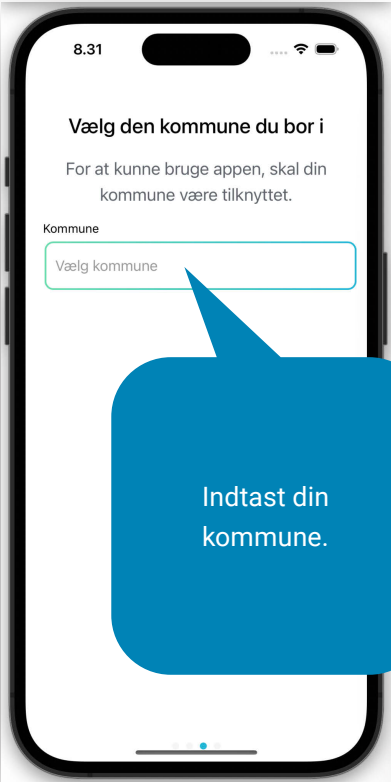 8.31
Vælg den kommune du bor i
For at kunne bruge appen, skal din
kommune være tilknyttet.
Kommune
Vælg kommune
Indtast din
kommune.